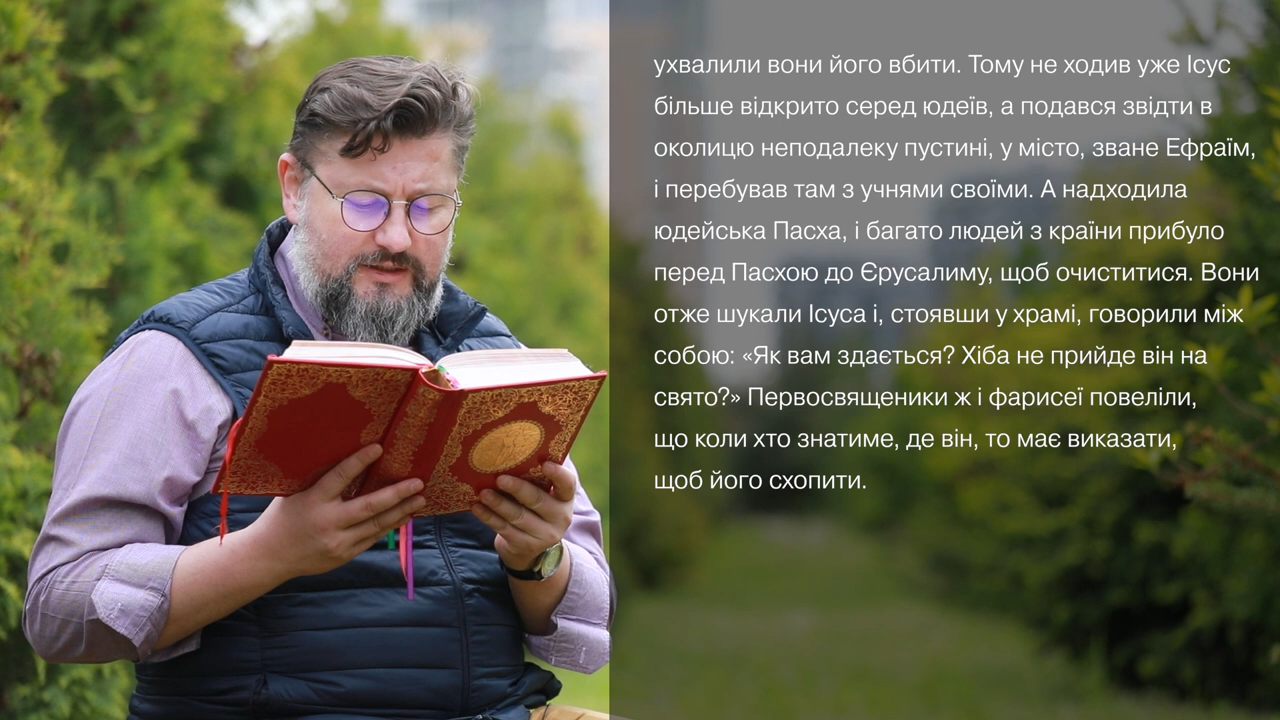 ухвалили вони його вбити. Тому не ходив уже Ісус
більше відкрито серед юдеїв, а подався звідти в
околицю неподалеку пустині, у місто, зване Ефраїм,
і перебував там з учнями своїми. А надходила
юдейська Пасха, і багато людей з країни прибуло
перед Пасхою до Єрусалиму, щоб очиститися. Вони
отже шукали Ісуса і, стоявши у храмі, говорили між
собою: «Як вам здається? Хіба не прийде він на
свято?» Первосвященики ж і фарисеї повеліли,
що коли хто знатиме, де він, то має виказати,
щоб його схопити.